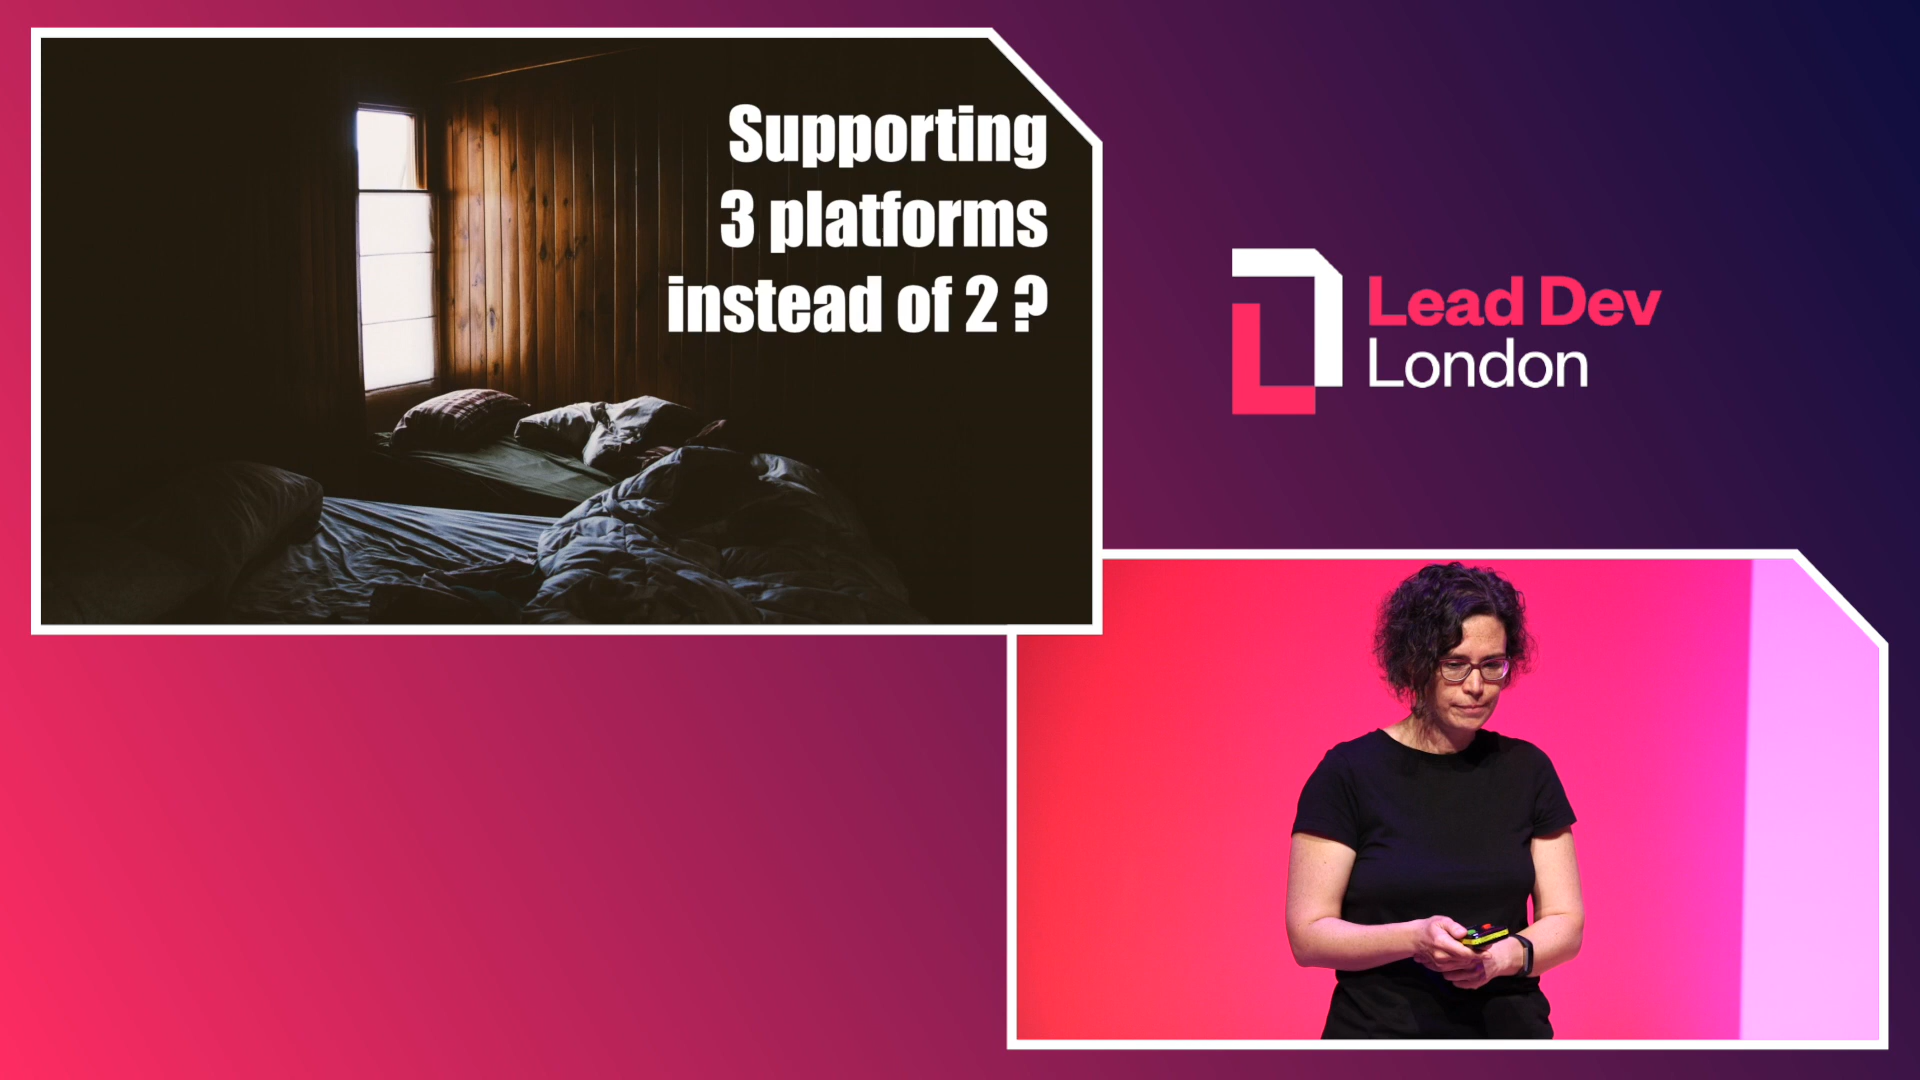 Supporting
3 platforms
instead of 2 ?
Lead Dev
London